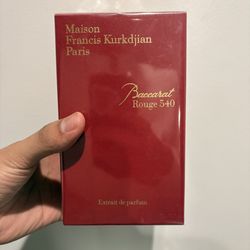 Maison
Francis Kurkdjian
Paris
Baccarat
Rouge 540
Extrait de parfum